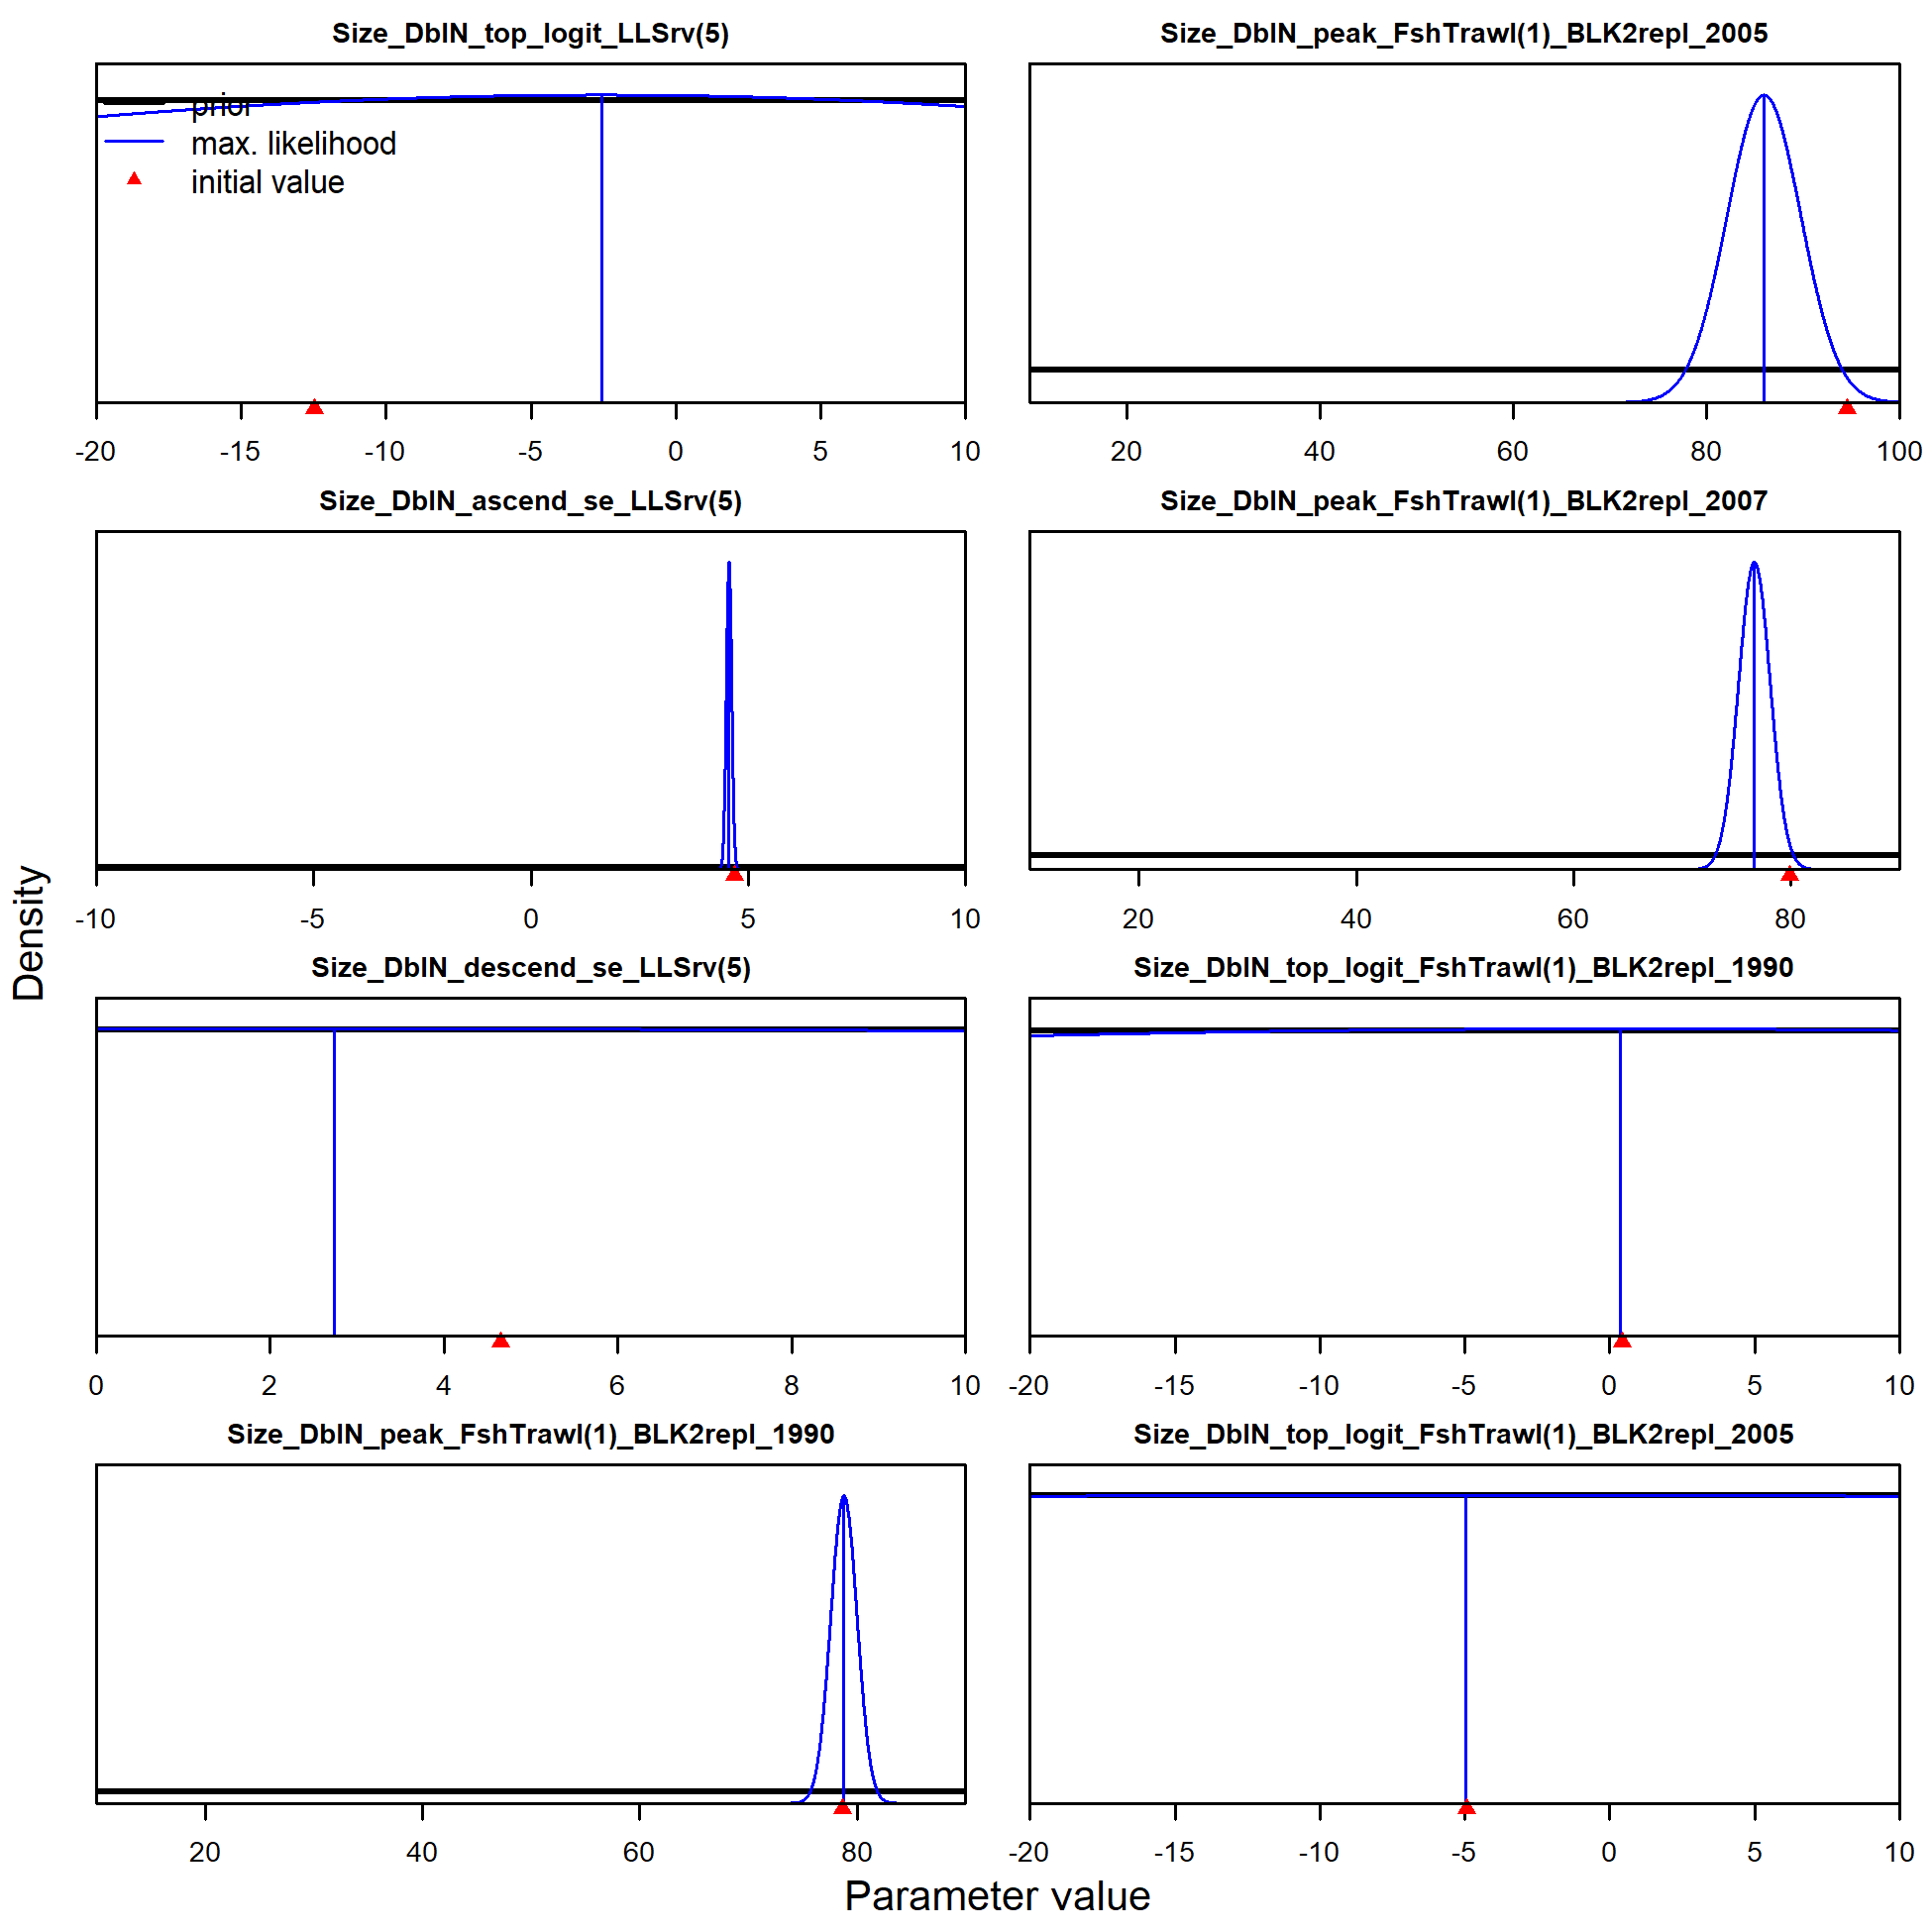 Size_DblN_top_logit_LLSrv(5)
prior
max. likelihood
initial value
-20 -15 -10 -5 0 5 10
Size_DblN_peak_FshTrawl(1)_BLK2repl_2005
20 40 60 80 100
Size_DblN_ascend_se_LLSrv(5)
-10 -5 0 5 10
Size_DblN_peak_FshTrawl(1)_BLK2repl_2007
20 40 60 80
Size_DblN_descend_se_LLSrv(5)
0 2 4 6 8 10
Size_DblN_top_logit_FshTrawl(1)_BLK2repl_1990
-20 -15 -10 -5 0 5 10
Size_DblN_peak_FshTrawl(1)_BLK2repl_1990
20 40 60 80
Size_DblN_top_logit_FshTrawl(1)_BLK2repl_2005
-20 -15 -10 -5 0 5 10
Density
Parameter value